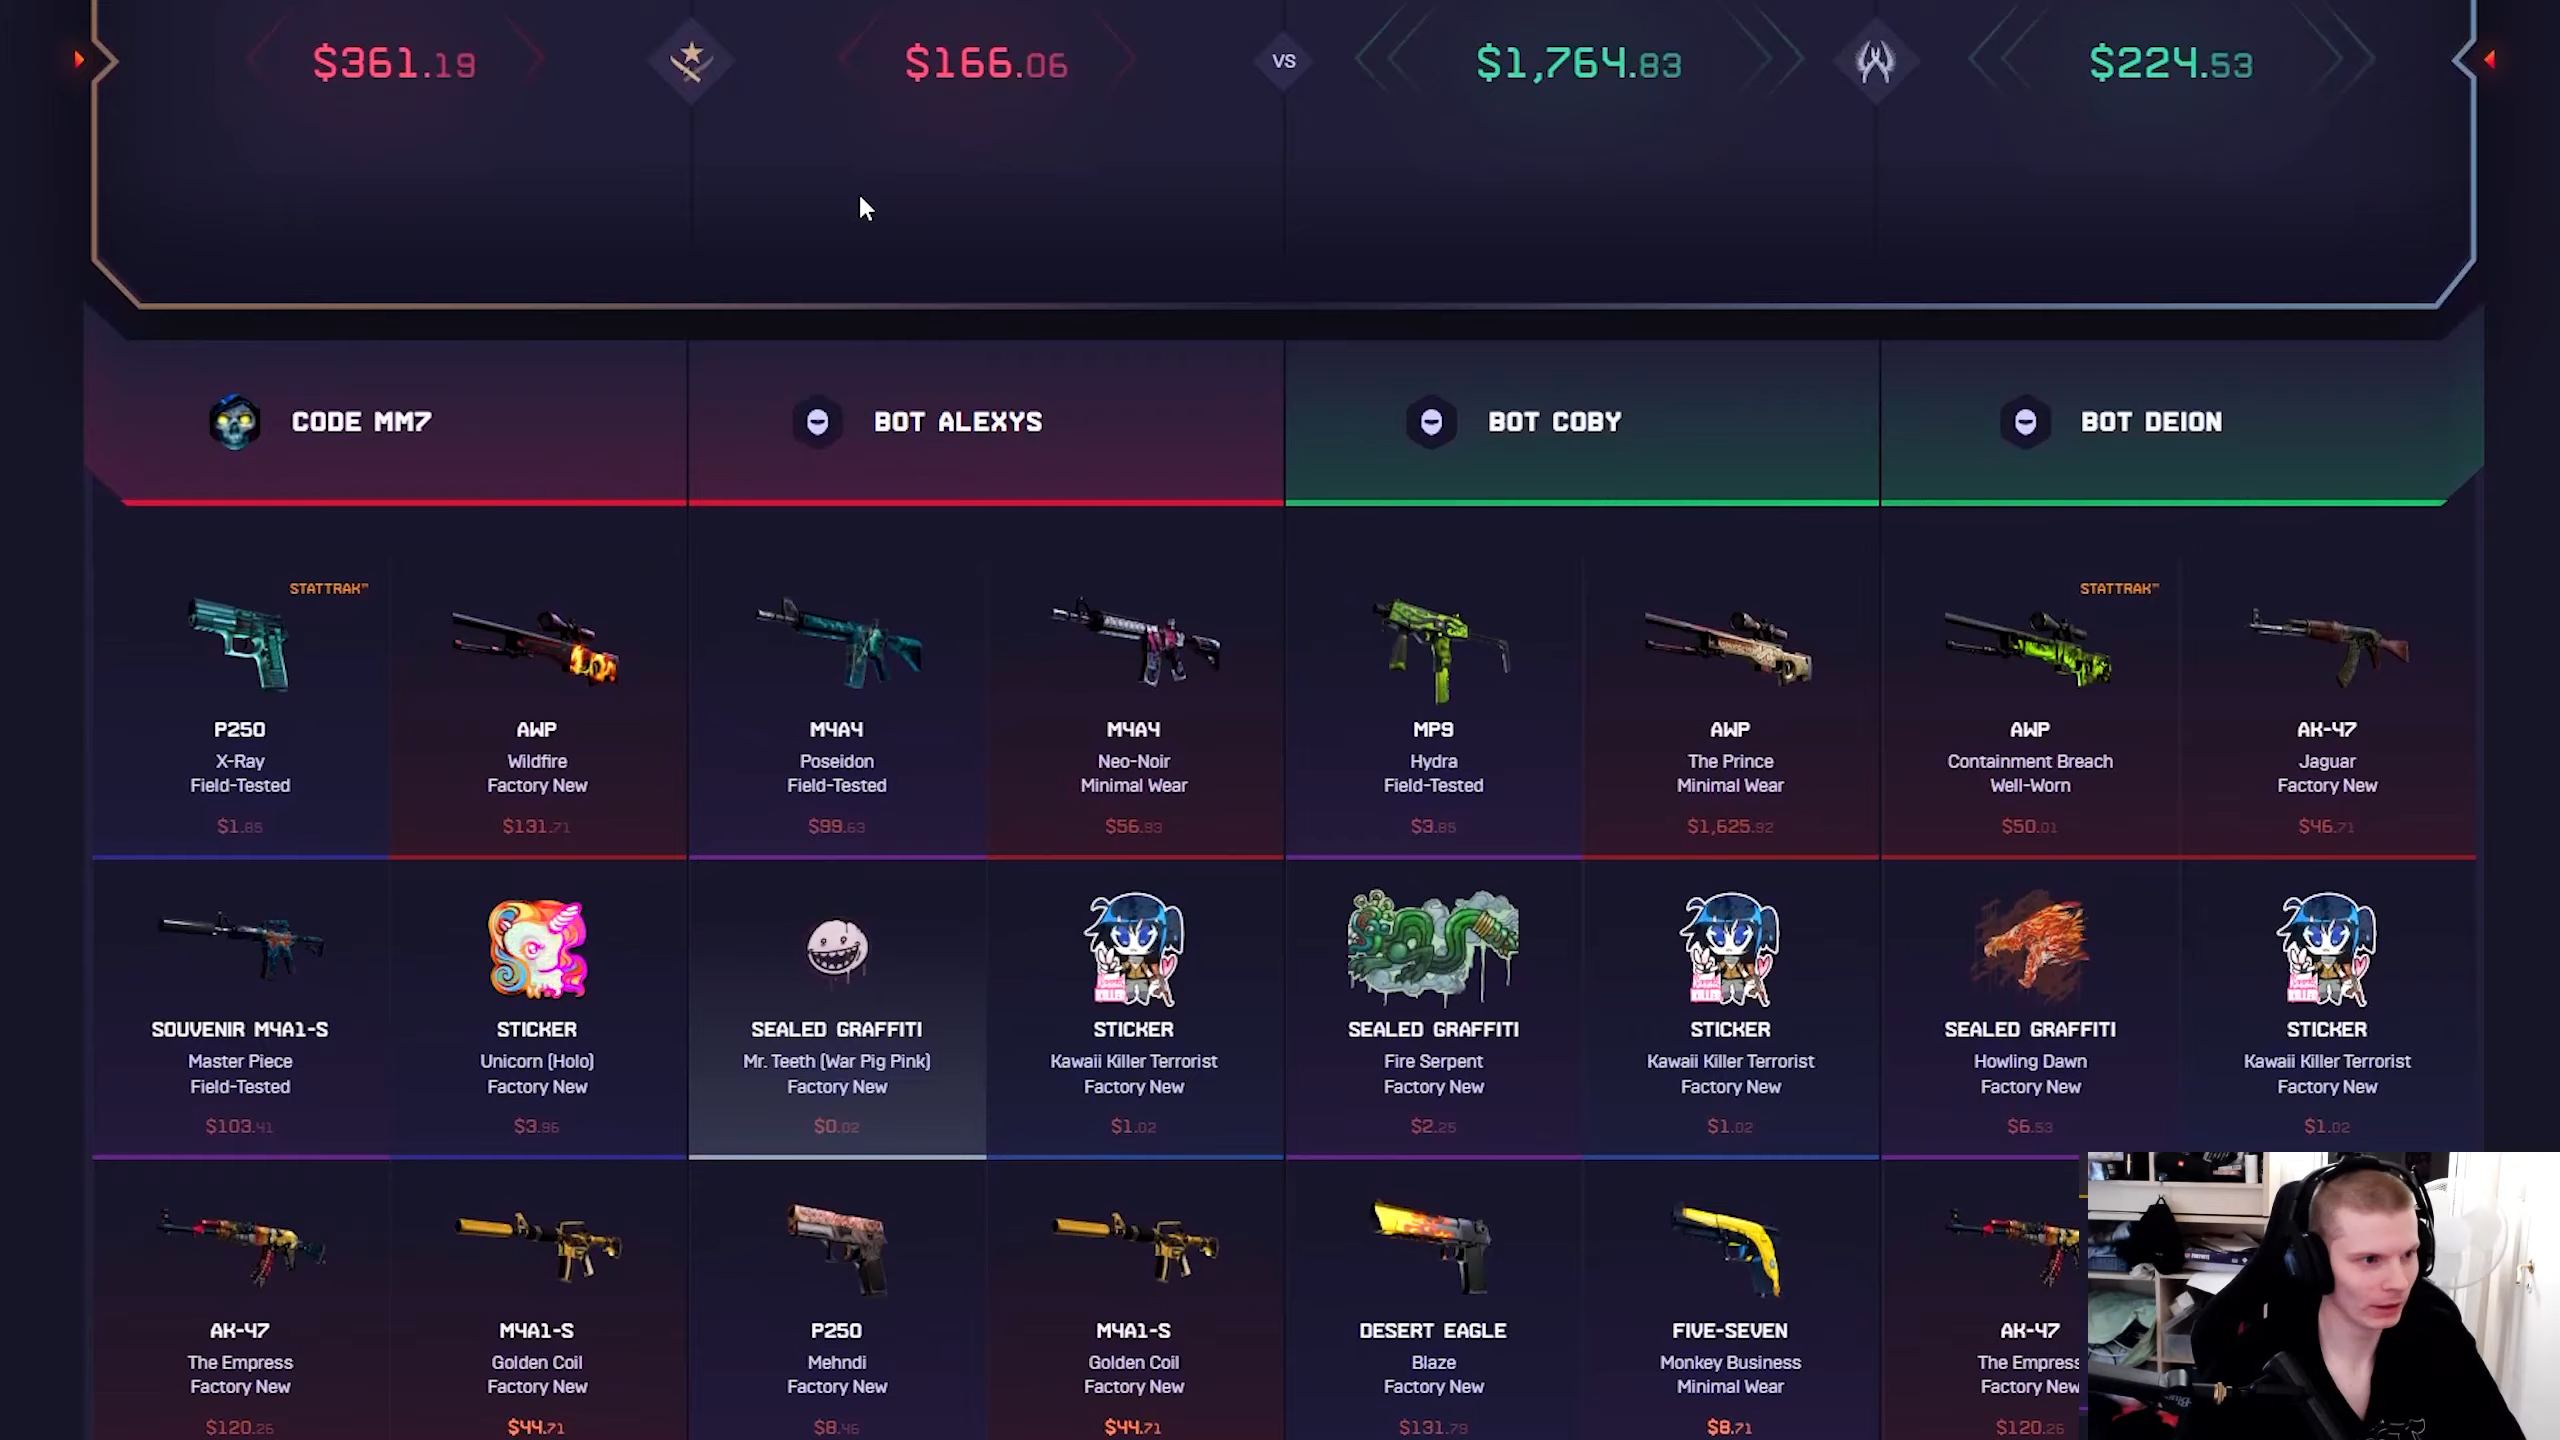 $361.19
$166.06
VS
$1,764.83
$224.53
CODE MM7
BOT ALEXYS
BOT COBY
BOT DEION
STATTRAK™
P250
X-Ray
Field-Tested
$1.85
AWP
Wildfire
Factory New
$131.71
M4A4
Poseidon
Field-Tested
$99.63
M4A4
Neo-Noir
Minimal Wear
$56.93
MP9
Hydra
Field-Tested
$3.85
AWP
The Prince
Minimal Wear
$1,625.92
STATTRAK™
AWP
Containment Breach
Well-Worn
$50.01
AK-47
Jaguar
Factory New
$46.71
SOUVENIR M4A1-S
Master Piece
Field-Tested
$103.41
STICKER
Unicorn (Holo)
Factory New
$3.96
SEALED GRAFFITI
Mr. Teeth (War Pig Pink)
Factory New
$0.02
STICKER
Kawaii Killer Terrorist
Factory New
$1.02
SEALED GRAFFITI
Fire Serpent
Factory New
$2.25
STICKER
Kawaii Killer Terrorist
Factory New
$1.02
SEALED GRAFFITI
Howling Dawn
Factory New
$6.53
STICKER
Kawaii Killer Terrorist
Factory New
$1.02
AK-47
The Empress
Factory New
$120.26
M4A1-S
Golden Coil
Factory New
$44.71
P250
Mehndi
Factory New
$8.46
M4A1-S
Golden Coil
Factory New
$44.71
DESERT EAGLE
Blaze
Factory New
$131.79
FIVE-SEVEN
Monkey Business
Minimal Wear
$8.71
AK-47
The Empress
Factory New
$120.26